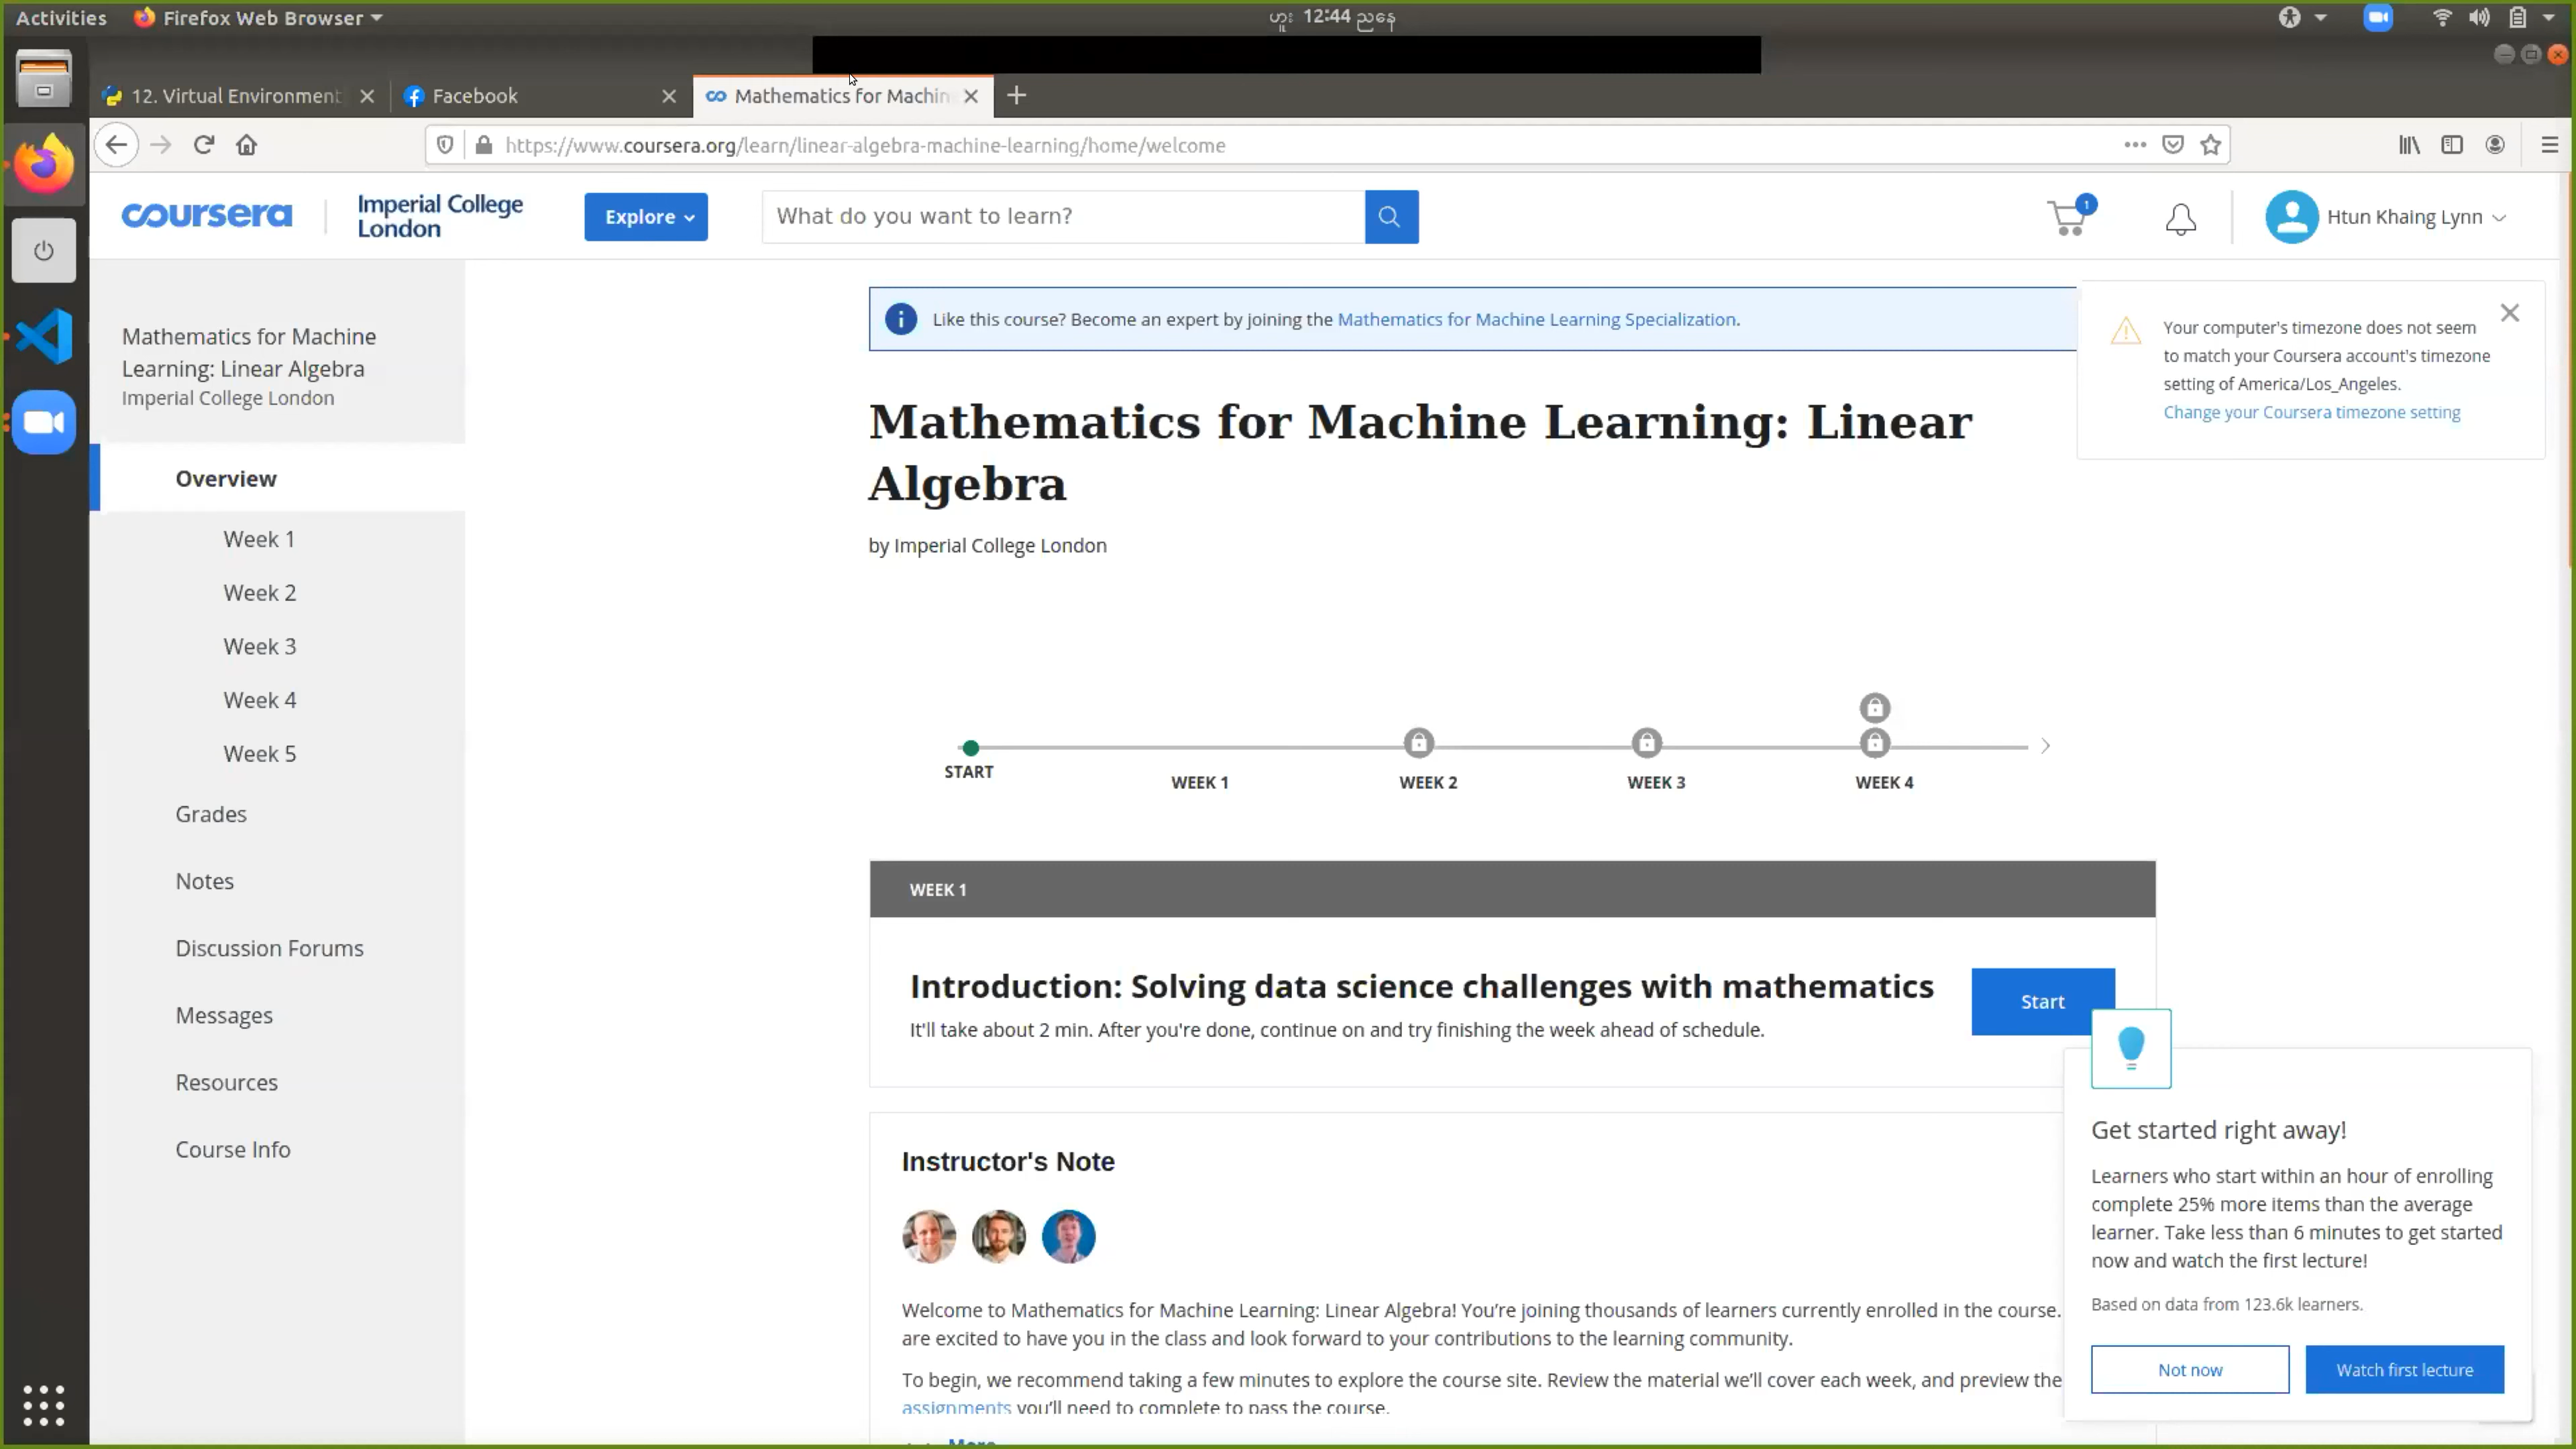 Activities
Firefox Web Browser
ဟူး 12:44 ညနေ
12. Virtual Environment
Facebook
Mathematics for Machin
https://www.coursera.org/learn/linear-algebra-machine-learning/home/welcome
coursera
Imperial College
London
Explore
What do you want to learn?
1
Htun Khaing Lynn
Mathematics for Machine
Learning: Linear Algebra
Imperial College London
Overview
Week 1
Week 2
Week 3
Week 4
Week 5
Grades
Notes
Discussion Forums
Messages
Resources
Course Info
Like this course? Become an expert by joining the Mathematics for Machine Learning Specialization.
Your computer's timezone does not seem
to match your Coursera account's timezone
setting of America/Los_Angeles.
Change your Coursera timezone setting
Mathematics for Machine Learning: Linear
Algebra
by Imperial College London
START
WEEK 1
WEEK 2
WEEK 3
WEEK 4
WEEK 1
Introduction: Solving data science challenges with mathematics
It'll take about 2 min. After you're done, continue on and try finishing the week ahead of schedule.
Start
Instructor's Note
Welcome to Mathematics for Machine Learning: Linear Algebra! You're joining thousands of learners currently enrolled in the course.
are excited to have you in the class and look forward to your contributions to the learning community.
To begin, we recommend taking a few minutes to explore the course site. Review the material we'll cover each week, and preview the
assignments you'll need to complete to pass the course.
More
Get started right away!
Learners who start within an hour of enrolling
complete 25% more items than the average
learner. Take less than 6 minutes to get started
now and watch the first lecture!
Based on data from 123.6k learners.
Not now
Watch first lecture